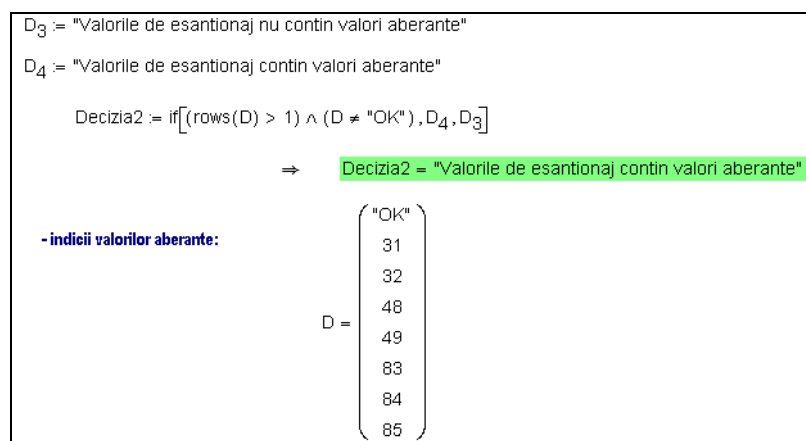 D3 := "Valorile de esantionaj nu contin valori aberante"
D4 := "Valorile de esantionaj contin valori aberante"
Decizia2 := if[(rows(D) > 1) ∧ (D ≠ "OK"), D4, D3]
⇒ Decizia2 = "Valorile de esantionaj contin valori aberante"
- indicii valorilor aberante:
"OK"
31
32
48
D =
49
83
84
85